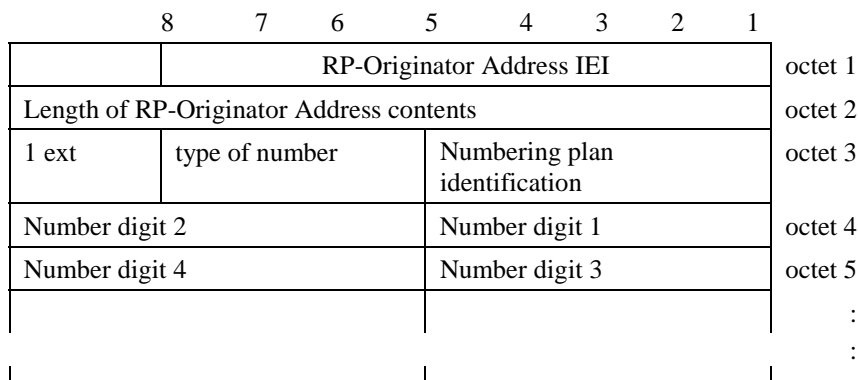 8 7 6 5 4 3 2 1
RP-Originator Address IEI octet 1
Length of RP-Originator Address contents octet 2
1 ext type of number Numbering plan octet 3
identification
Number digit 2 Number digit 1 octet 4
Number digit 4 Number digit 3 octet 5
:
: